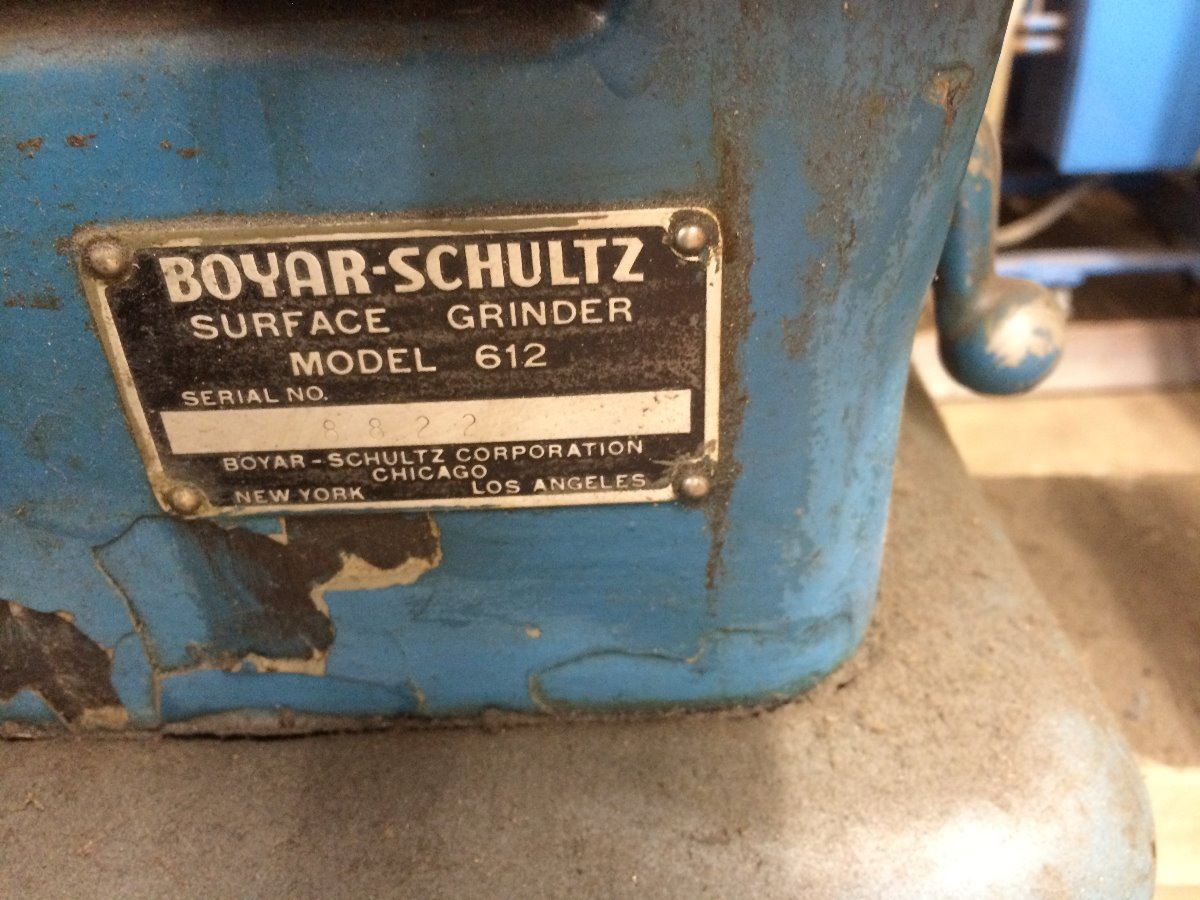 BOYAR-SCHULTZ
SURFACE GRINDER
MODEL 612
SERIAL NO.
8822
BOYAR-SCHULTZ CORPORATION
CHICAGO
NEW YORK LOS ANGELES